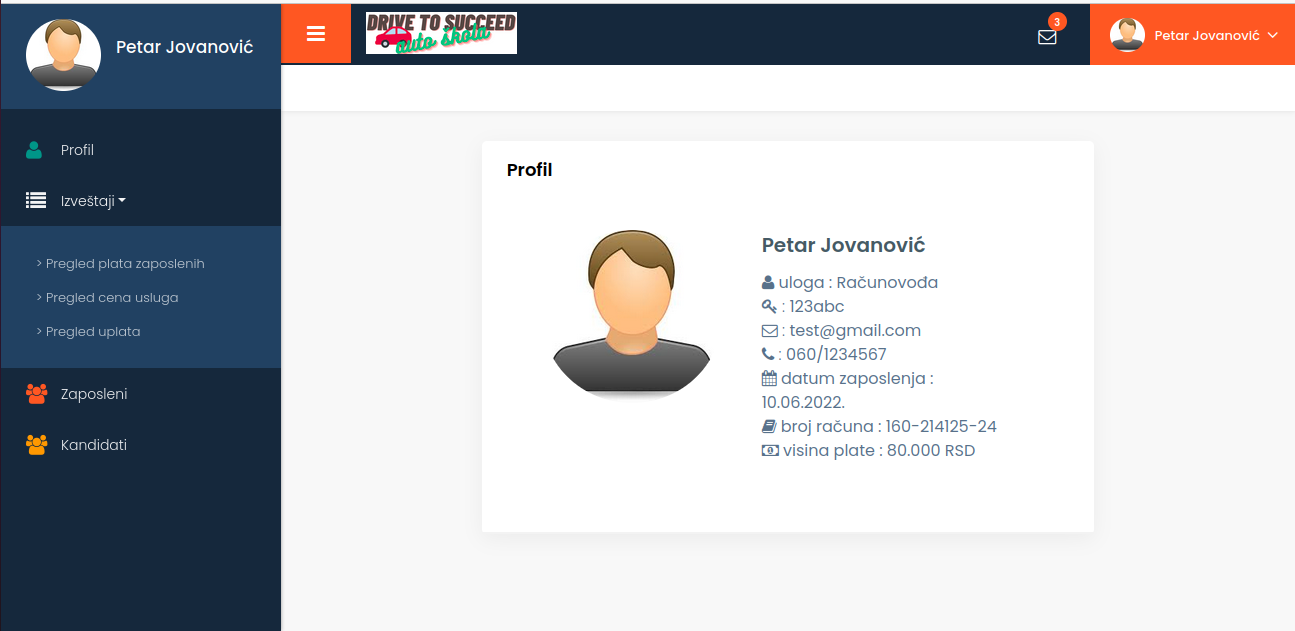 Petar Jovanović
DRIVE TO SUCCEED
auto škola
3
Petar Jovanović
Profil
Izveštaji
> Pregled plata zaposlenih
> Pregled cena usluga
> Pregled uplata
Zaposleni
Kandidati
Profil
Petar Jovanović
uloga : Računovođa
: 123abc
: test@gmail.com
: 060/1234567
datum zaposlenja :
10.06.2022.
broj računa : 160-214125-24
visina plate : 80.000 RSD